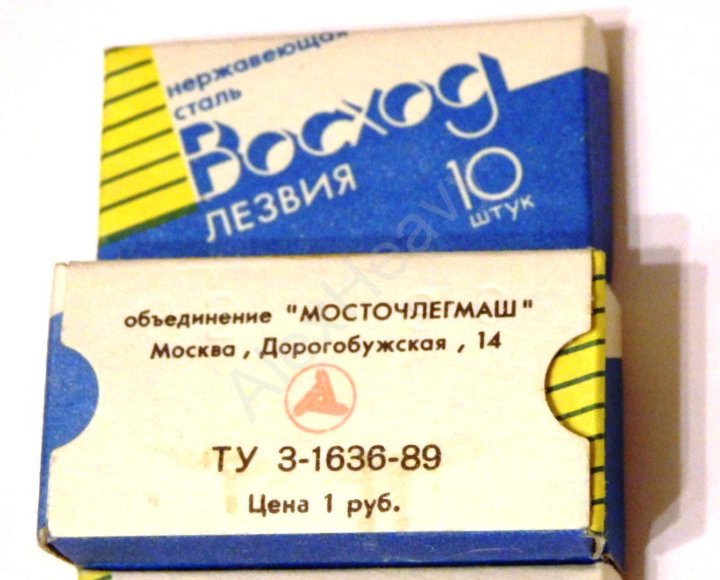 нержавеющая
сталь
Восход
ЛЕЗВИЯ
10
ШТУК
объединение "МОСТОЧЛЕГМАШ"
Москва, Дорогобужская, 14
ТУ 3-1636-89
Цена 1 руб.